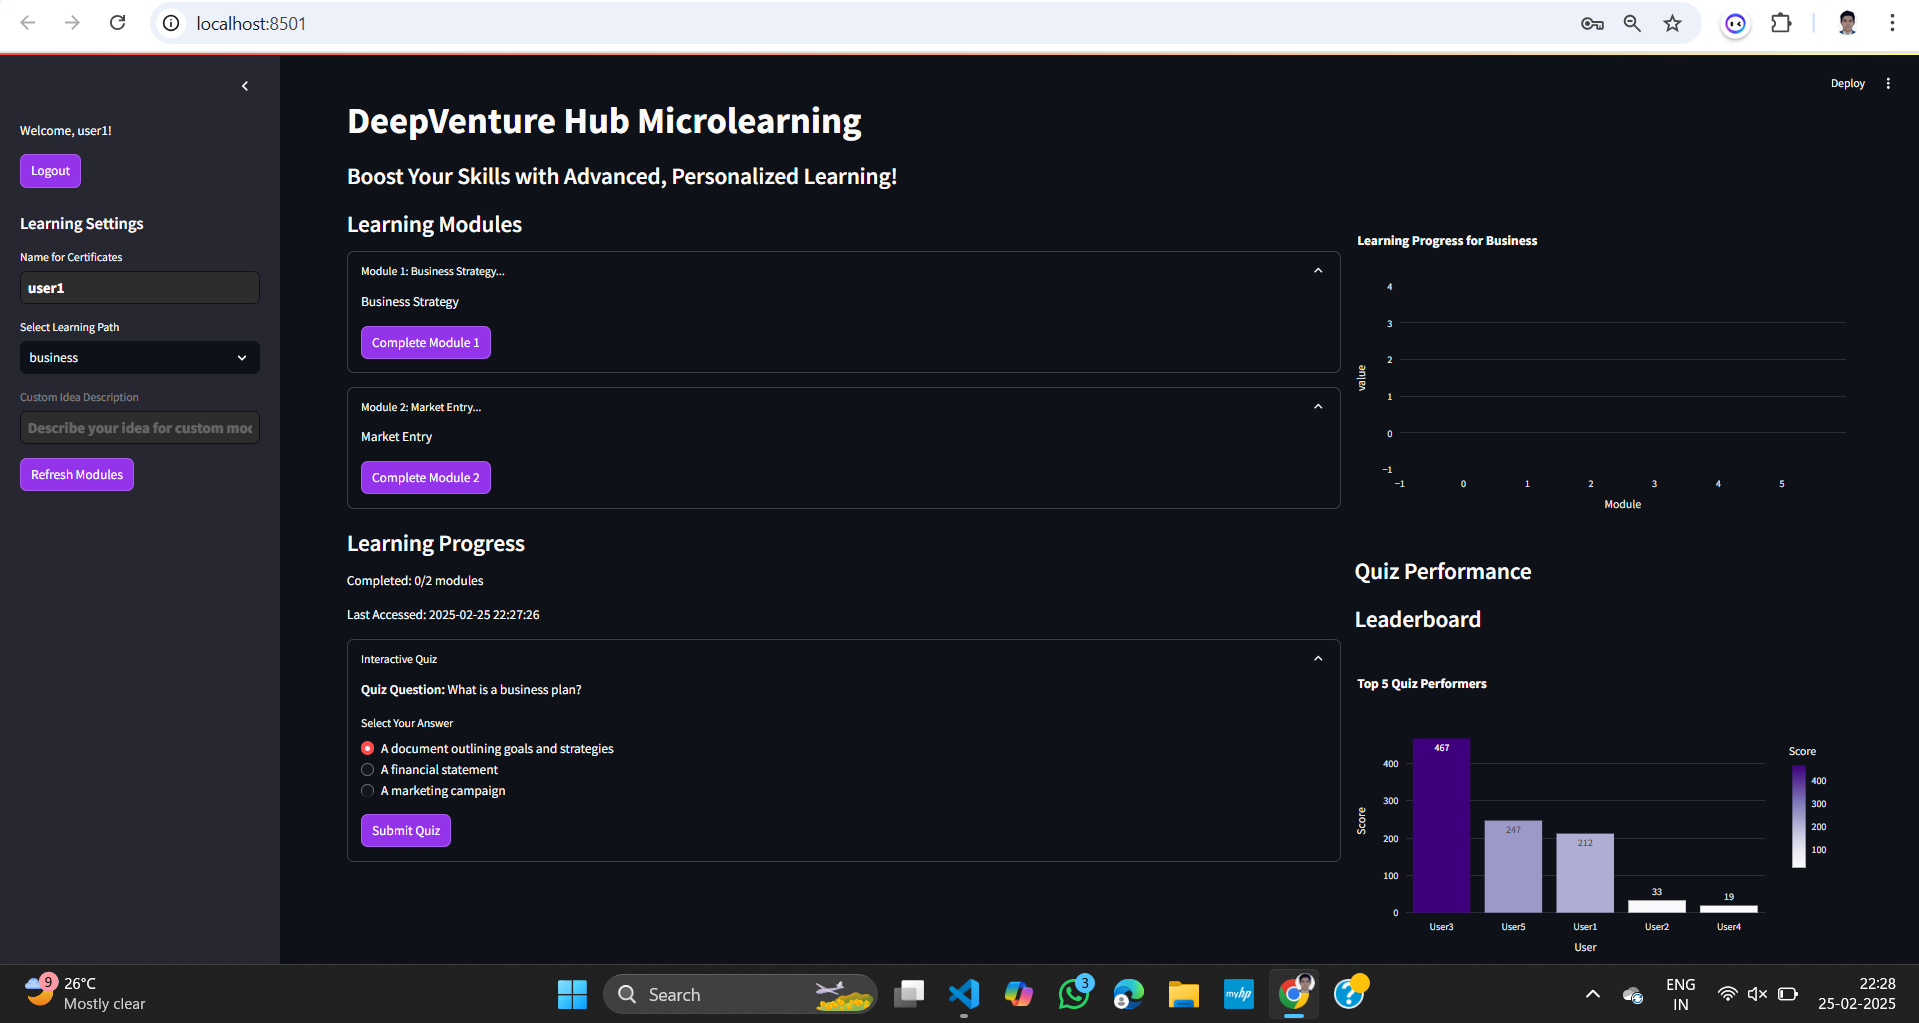 localhost:8501
Deploy
Welcome, user1!
Logout
Learning Settings
Name for Certificates
user1
Select Learning Path
business
Custom Idea Description
Describe your idea for custom moc
Refresh Modules
DeepVenture Hub Microlearning
Boost Your Skills with Advanced, Personalized Learning!
Learning Modules
Module 1: Business Strategy...
Business Strategy
Complete Module 1
Module 2: Market Entry...
Market Entry
Complete Module 2
Learning Progress
Completed: 0/2 modules
Last Accessed: 2025-02-25 22:27:26
Interactive Quiz
Quiz Question: What is a business plan?
Select Your Answer
A document outlining goals and strategies
A financial statement
A marketing campaign
Submit Quiz
Learning Progress for Business
4
3
2
1
0
−1
value
−1 0 1 2 3 4 5
Module
Quiz Performance
Leaderboard
Top 5 Quiz Performers
467
247
212
33
19
400
300
200
100
0
Score
User3 User5 User1 User2 User4
User
Score
400
300
200
100
9
26°C
Mostly clear
Search
3
myhp
ENG
IN
22:28
25-02-2025